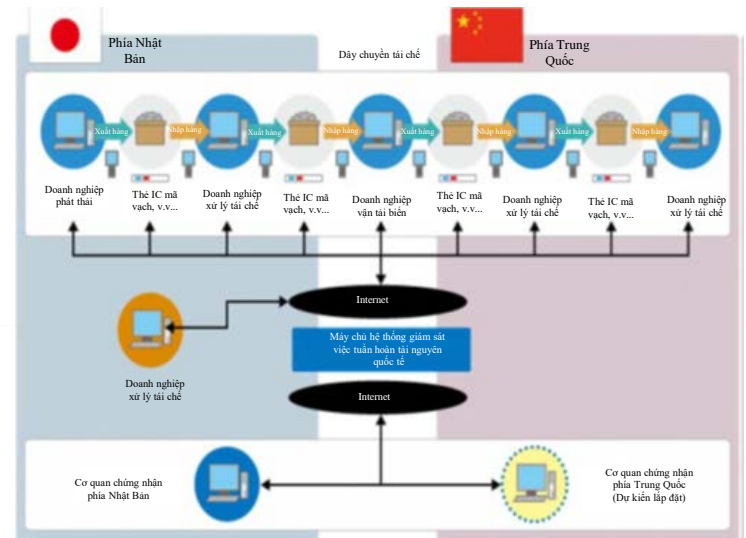 Phía Nhật
Bản
Dây chuyền tái chế
Phía Trung
Quốc
Xuất hàng
Nhập hàng
Xuất hàng
Nhập hàng
Xuất hàng
Nhập hàng
Xuất hàng
Nhập hàng
Doanh nghiệp
phát thải
Thẻ IC mã
vạch, v.v...
Doanh nghiệp
xử lý tái chế
Thẻ IC mã
vạch, v.v...
Doanh nghiệp
vận tải biển
Thẻ IC mã
vạch, v.v...
Doanh nghiệp
xử lý tái chế
Thẻ IC mã
vạch, v.v...
Doanh nghiệp
xử lý tái chế
Internet
Máy chủ hệ thống giám sát
việc tuần hoàn tài nguyên
quốc tế
Doanh nghiệp
xử lý tái chế
Internet
Cơ quan chứng nhận
phía Nhật Bản
Cơ quan chứng nhận
phía Trung Quốc
(Dự kiến lắp đặt)